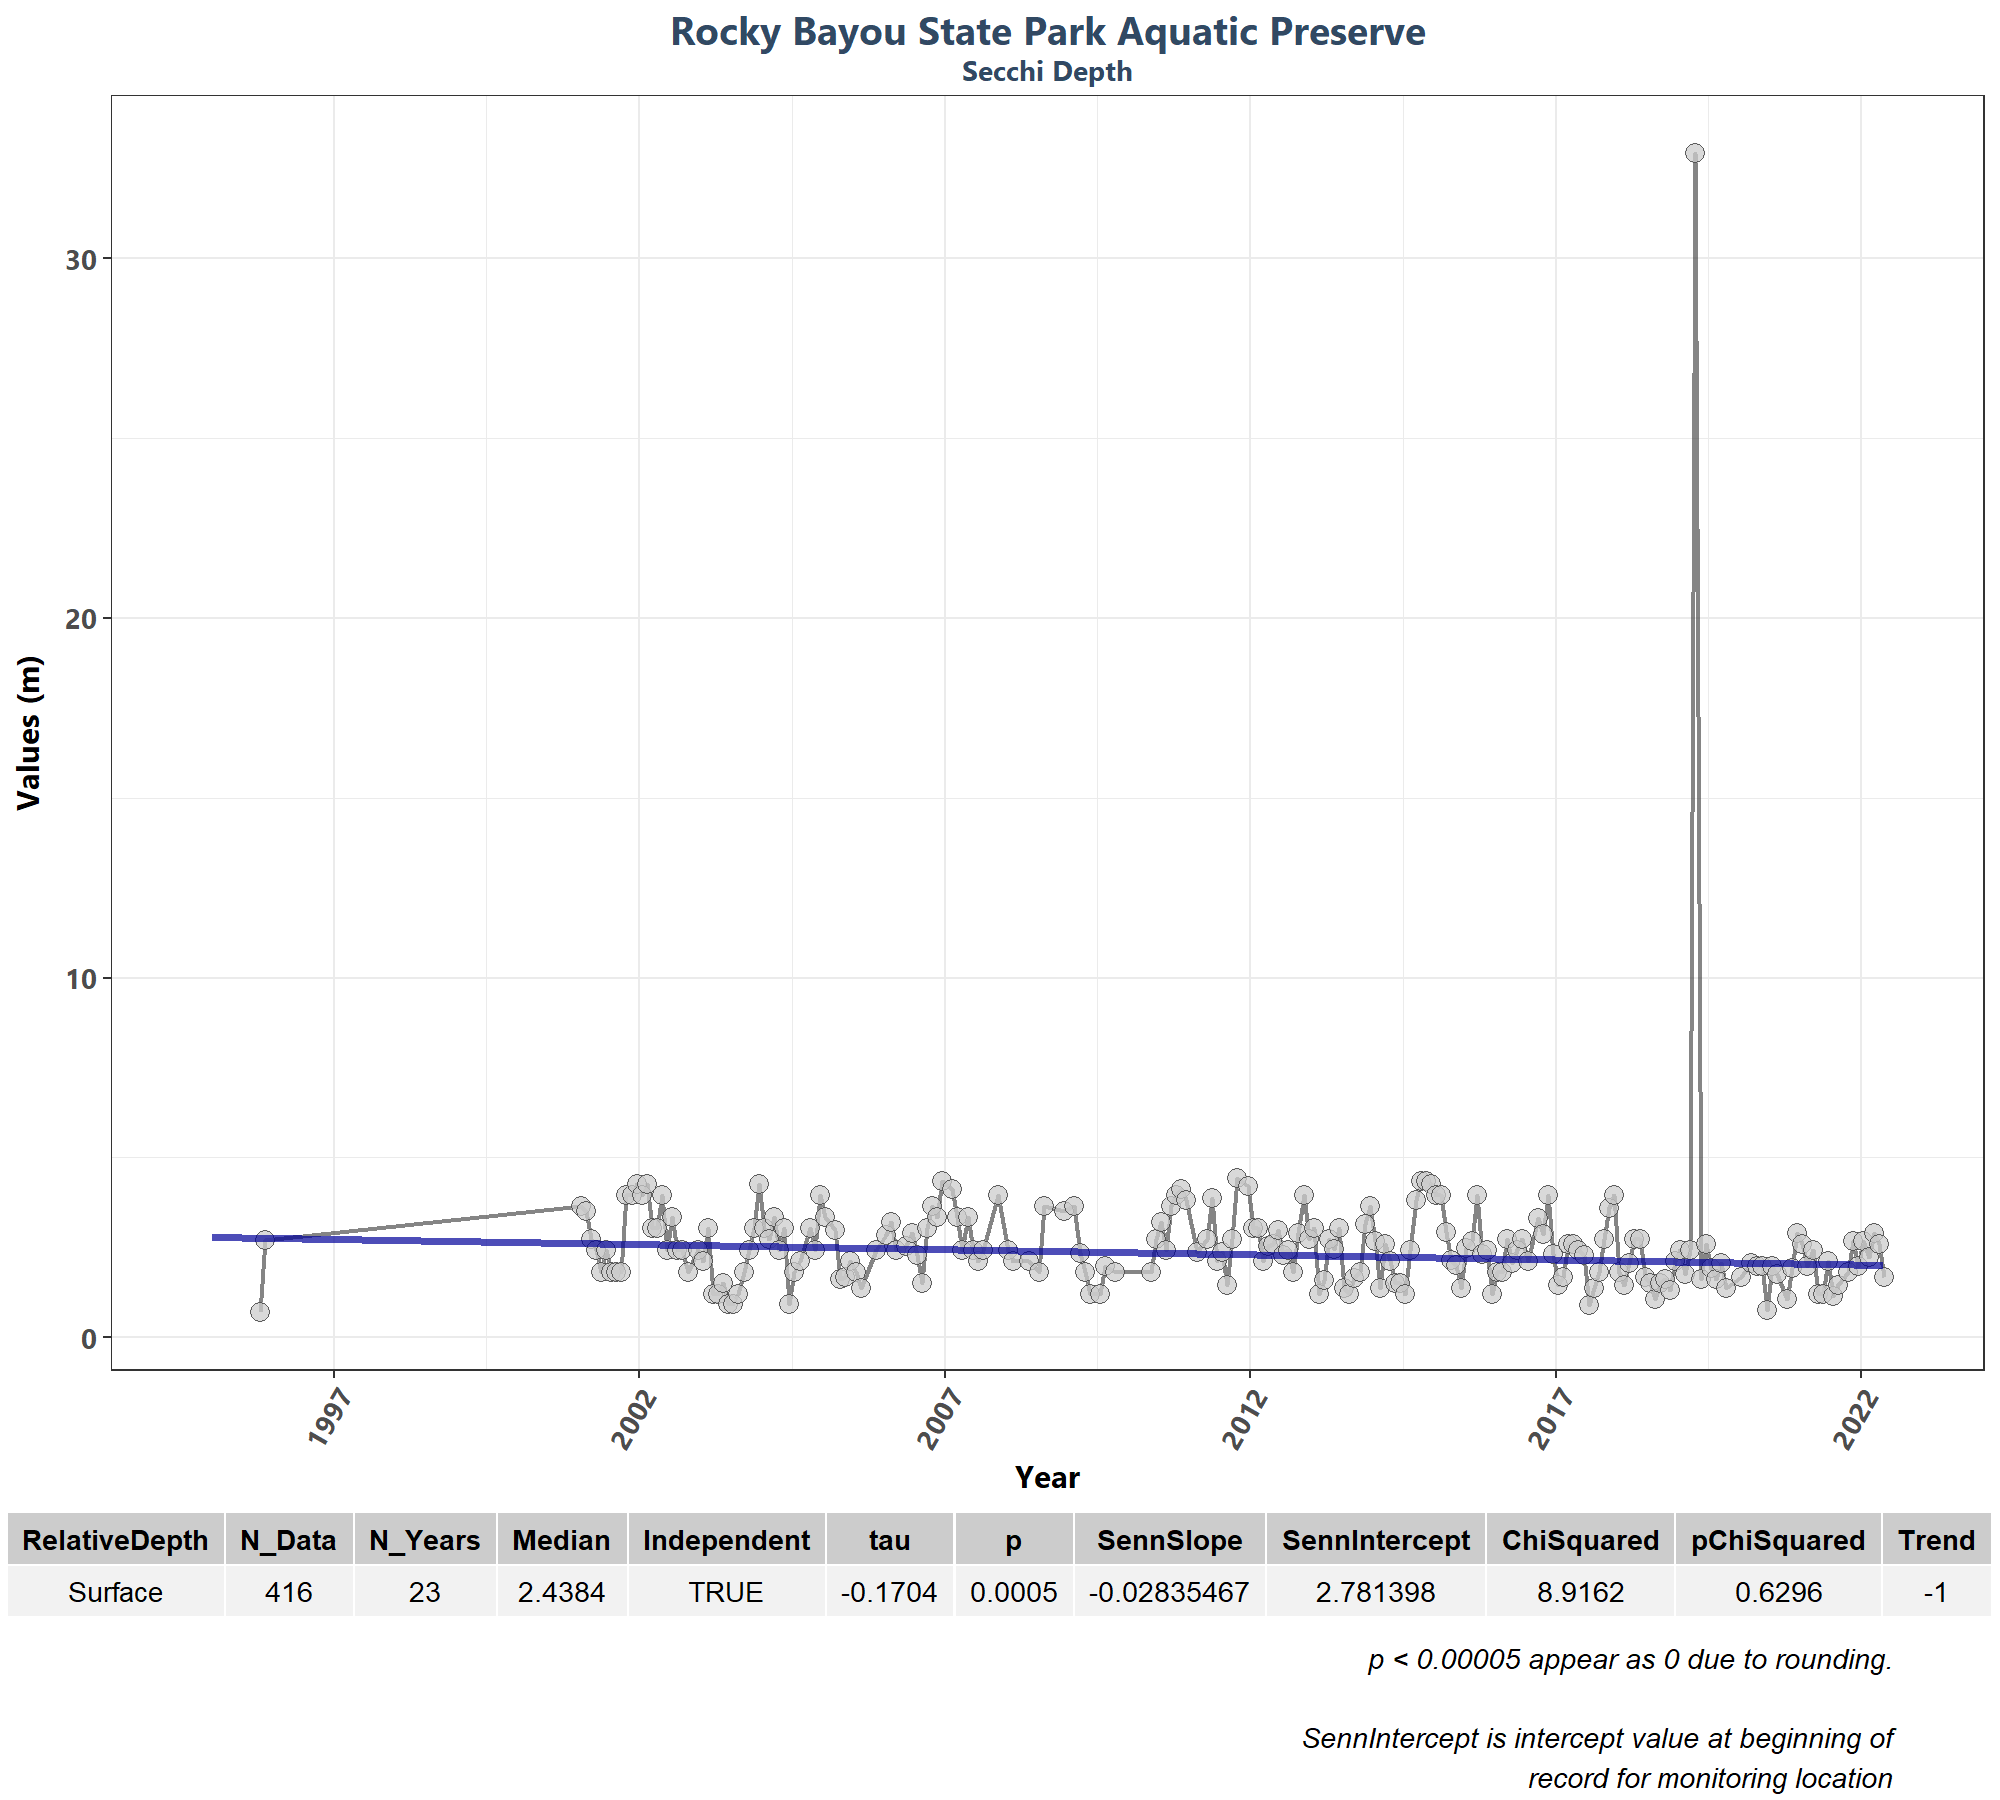 Rocky Bayou State Park Aquatic Preserve
Secchi Depth
Values (m)
30
20
10
0
1997
2002
2007
2012
2017
2022
Year
RelativeDepth N_Data N_Years Median Independent tau p SennSlope SennIntercept ChiSquared pChiSquared Trend
Surface 416 23 2.4384 TRUE -0.1704 0.0005 -0.02835467 2.781398 8.9162 0.6296 -1
p < 0.00005 appear as 0 due to rounding.
SennIntercept is intercept value at beginning of
record for monitoring location